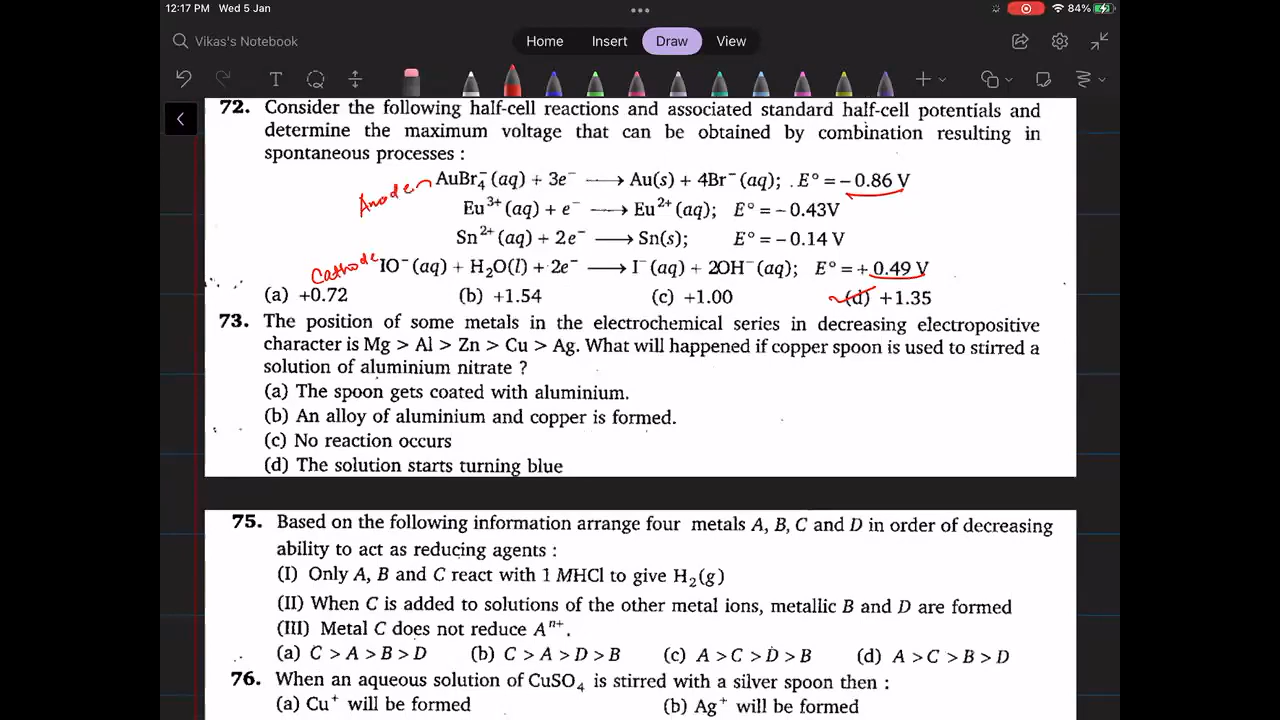 12:17 PM Wed 5 Jan
84%
Vikas's Notebook
Home Insert Draw View
72. Consider the following half-cell reactions and associated standard half-cell potentials and
determine the maximum voltage that can be obtained by combination resulting in
spontaneous processes :
Anode AuBr₄⁻(aq) + 3e⁻ ⟶ Au(s) + 4Br⁻(aq); E° = −0.86 V
Eu³⁺(aq) + e⁻ ⟶ Eu²⁺(aq); E° = −0.43V
Sn²⁺(aq) + 2e⁻ ⟶ Sn(s); E° = −0.14 V
Cathode IO⁻(aq) + H₂O(l) + 2e⁻ ⟶ I⁻(aq) + 2OH⁻(aq); E° = +0.49 V
(a) +0.72 (b) +1.54 (c) +1.00 (d) +1.35
73. The position of some metals in the electrochemical series in decreasing electropositive
character is Mg > Al > Zn > Cu > Ag. What will happened if copper spoon is used to stirred a
solution of aluminium nitrate ?
(a) The spoon gets coated with aluminium.
(b) An alloy of aluminium and copper is formed.
(c) No reaction occurs
(d) The solution starts turning blue
75. Based on the following information arrange four metals A, B, C and D in order of decreasing
ability to act as reducing agents :
(I) Only A, B and C react with 1 MHCl to give H₂(g)
(II) When C is added to solutions of the other metal ions, metallic B and D are formed
(III) Metal C does not reduce Aⁿ⁺.
(a) C > A > B > D (b) C > A > D > B (c) A > C > D > B (d) A > C > B > D
76. When an aqueous solution of CuSO₄ is stirred with a silver spoon then :
(a) Cu⁺ will be formed (b) Ag⁺ will be formed